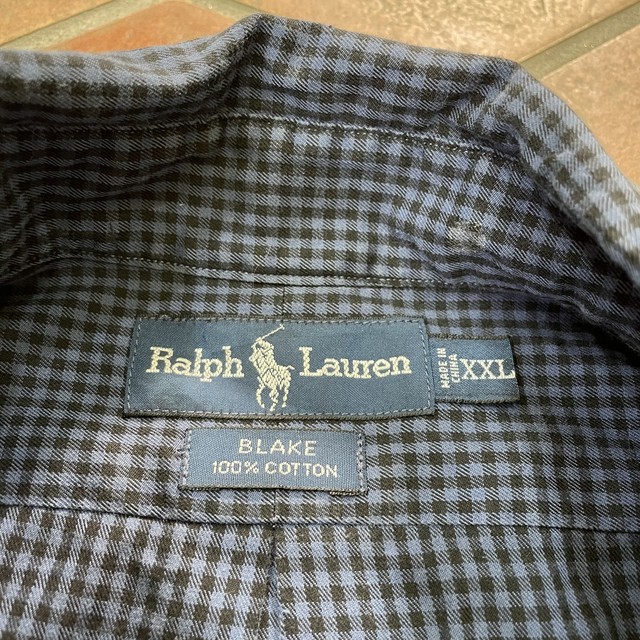 Ralph Lauren
MADE IN
CHINA
XXL
BLAKE
100% COTTON